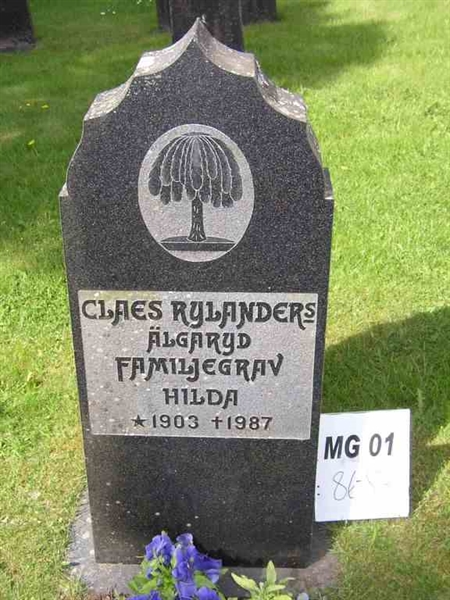 CLAES RYLANDERS
ÄLGARYD
FAMILJEGRAV
HILDA
★1903 †1987
MG 01